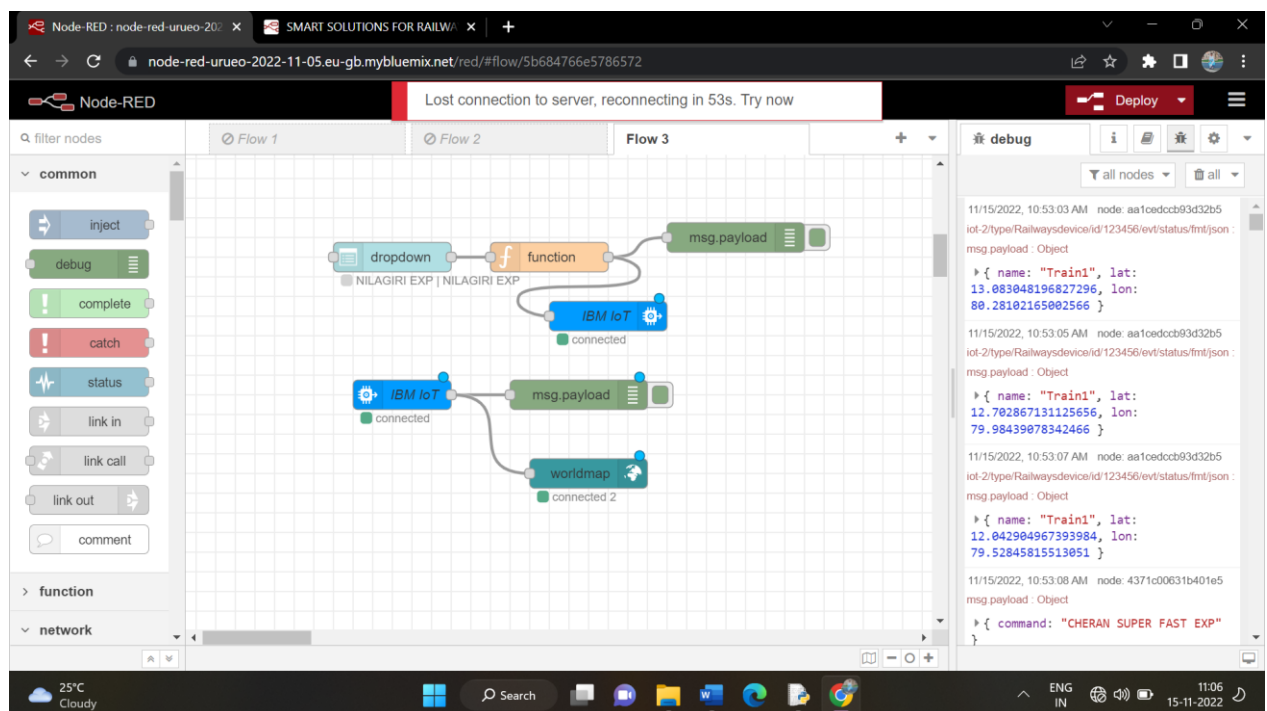 Node-RED : node-red-urueo-202
SMART SOLUTIONS FOR RAILWA
node-red-urueo-2022-11-05.eu-gb.mybluemix.net/red/#flow/5b684766e5786572
Node-RED
Lost connection to server, reconnecting in 53s. Try now
Deploy
filter nodes
Flow 1
Flow 2
Flow 3
debug
i
all nodes
all
common
inject
debug
complete
catch
status
link in
link call
link out
comment
function
network
dropdown
NILAGIRI EXP | NILAGIRI EXP
f
function
msg.payload
IBM IoT
connected
IBM IoT
connected
msg.payload
worldmap
connected 2
11/15/2022, 10:53:03 AM node: aa1cedccb93d32b5
iot-2/type/Railwaysdevice/id/123456/evt/status/fmt/json :
msg.payload : Object
{ name: "Train1", lat:
13.083048196827296, lon:
80.28102165002566 }
11/15/2022, 10:53:05 AM node: aa1cedccb93d32b5
iot-2/type/Railwaysdevice/id/123456/evt/status/fmt/json :
msg.payload : Object
{ name: "Train1", lat:
12.702867131125656, lon:
79.98439078342466 }
11/15/2022, 10:53:07 AM node: aa1cedccb93d32b5
iot-2/type/Railwaysdevice/id/123456/evt/status/fmt/json :
msg.payload : Object
{ name: "Train1", lat:
12.042904967393984, lon:
79.52845815513051 }
11/15/2022, 10:53:08 AM node: 4371c00631b401e5
msg.payload : Object
{ command: "CHERAN SUPER FAST EXP"
}
25°C
Cloudy
Search
ENG
IN
11:06
15-11-2022